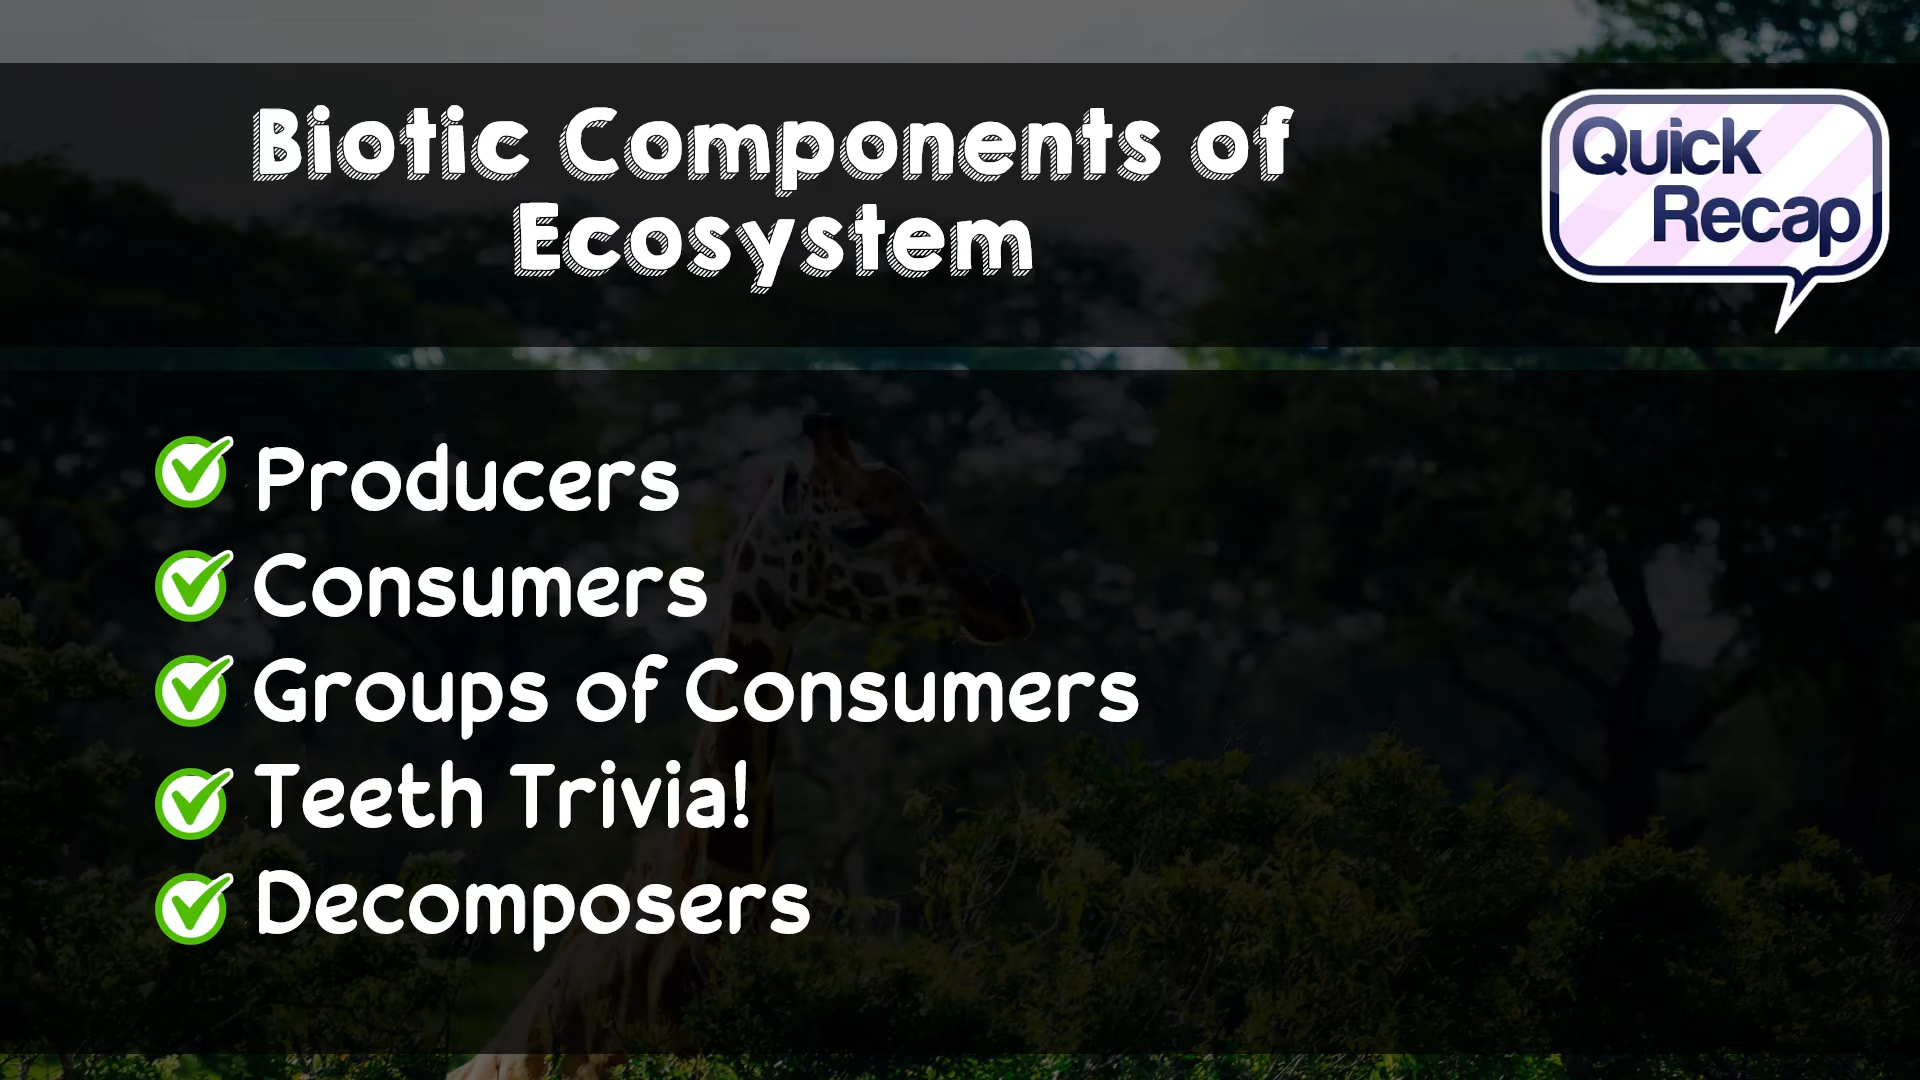 Biotic Components of
Ecosystem
Quick
Recap
Producers
Consumers
Groups of Consumers
Teeth Trivia!
Decomposers